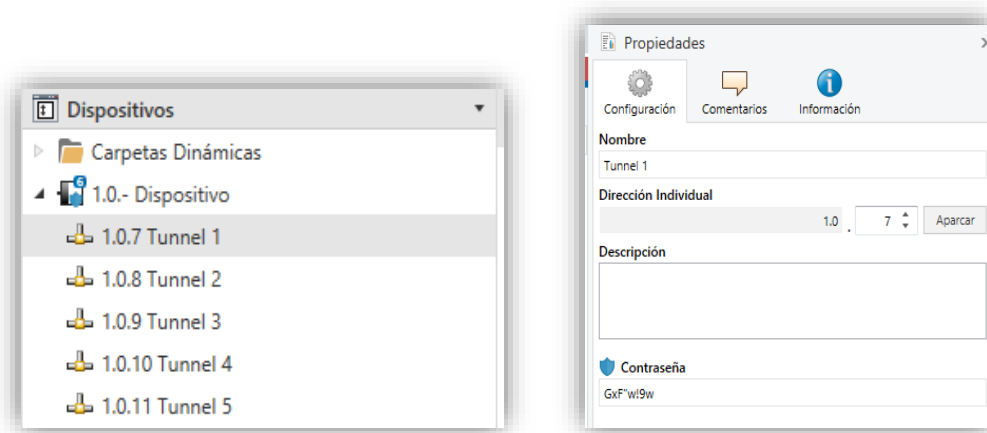 Dispositivos
Carpetas Dinámicas
6
1.0.- Dispositivo
1.0.7 Tunnel 1
1.0.8 Tunnel 2
1.0.9 Tunnel 3
1.0.10 Tunnel 4
1.0.11 Tunnel 5
Propiedades
Configuración Comentarios Información
Nombre
Tunnel 1
Dirección Individual
1.0 . 7 Aparcar
Descripción
Contraseña
GxF"w!9w